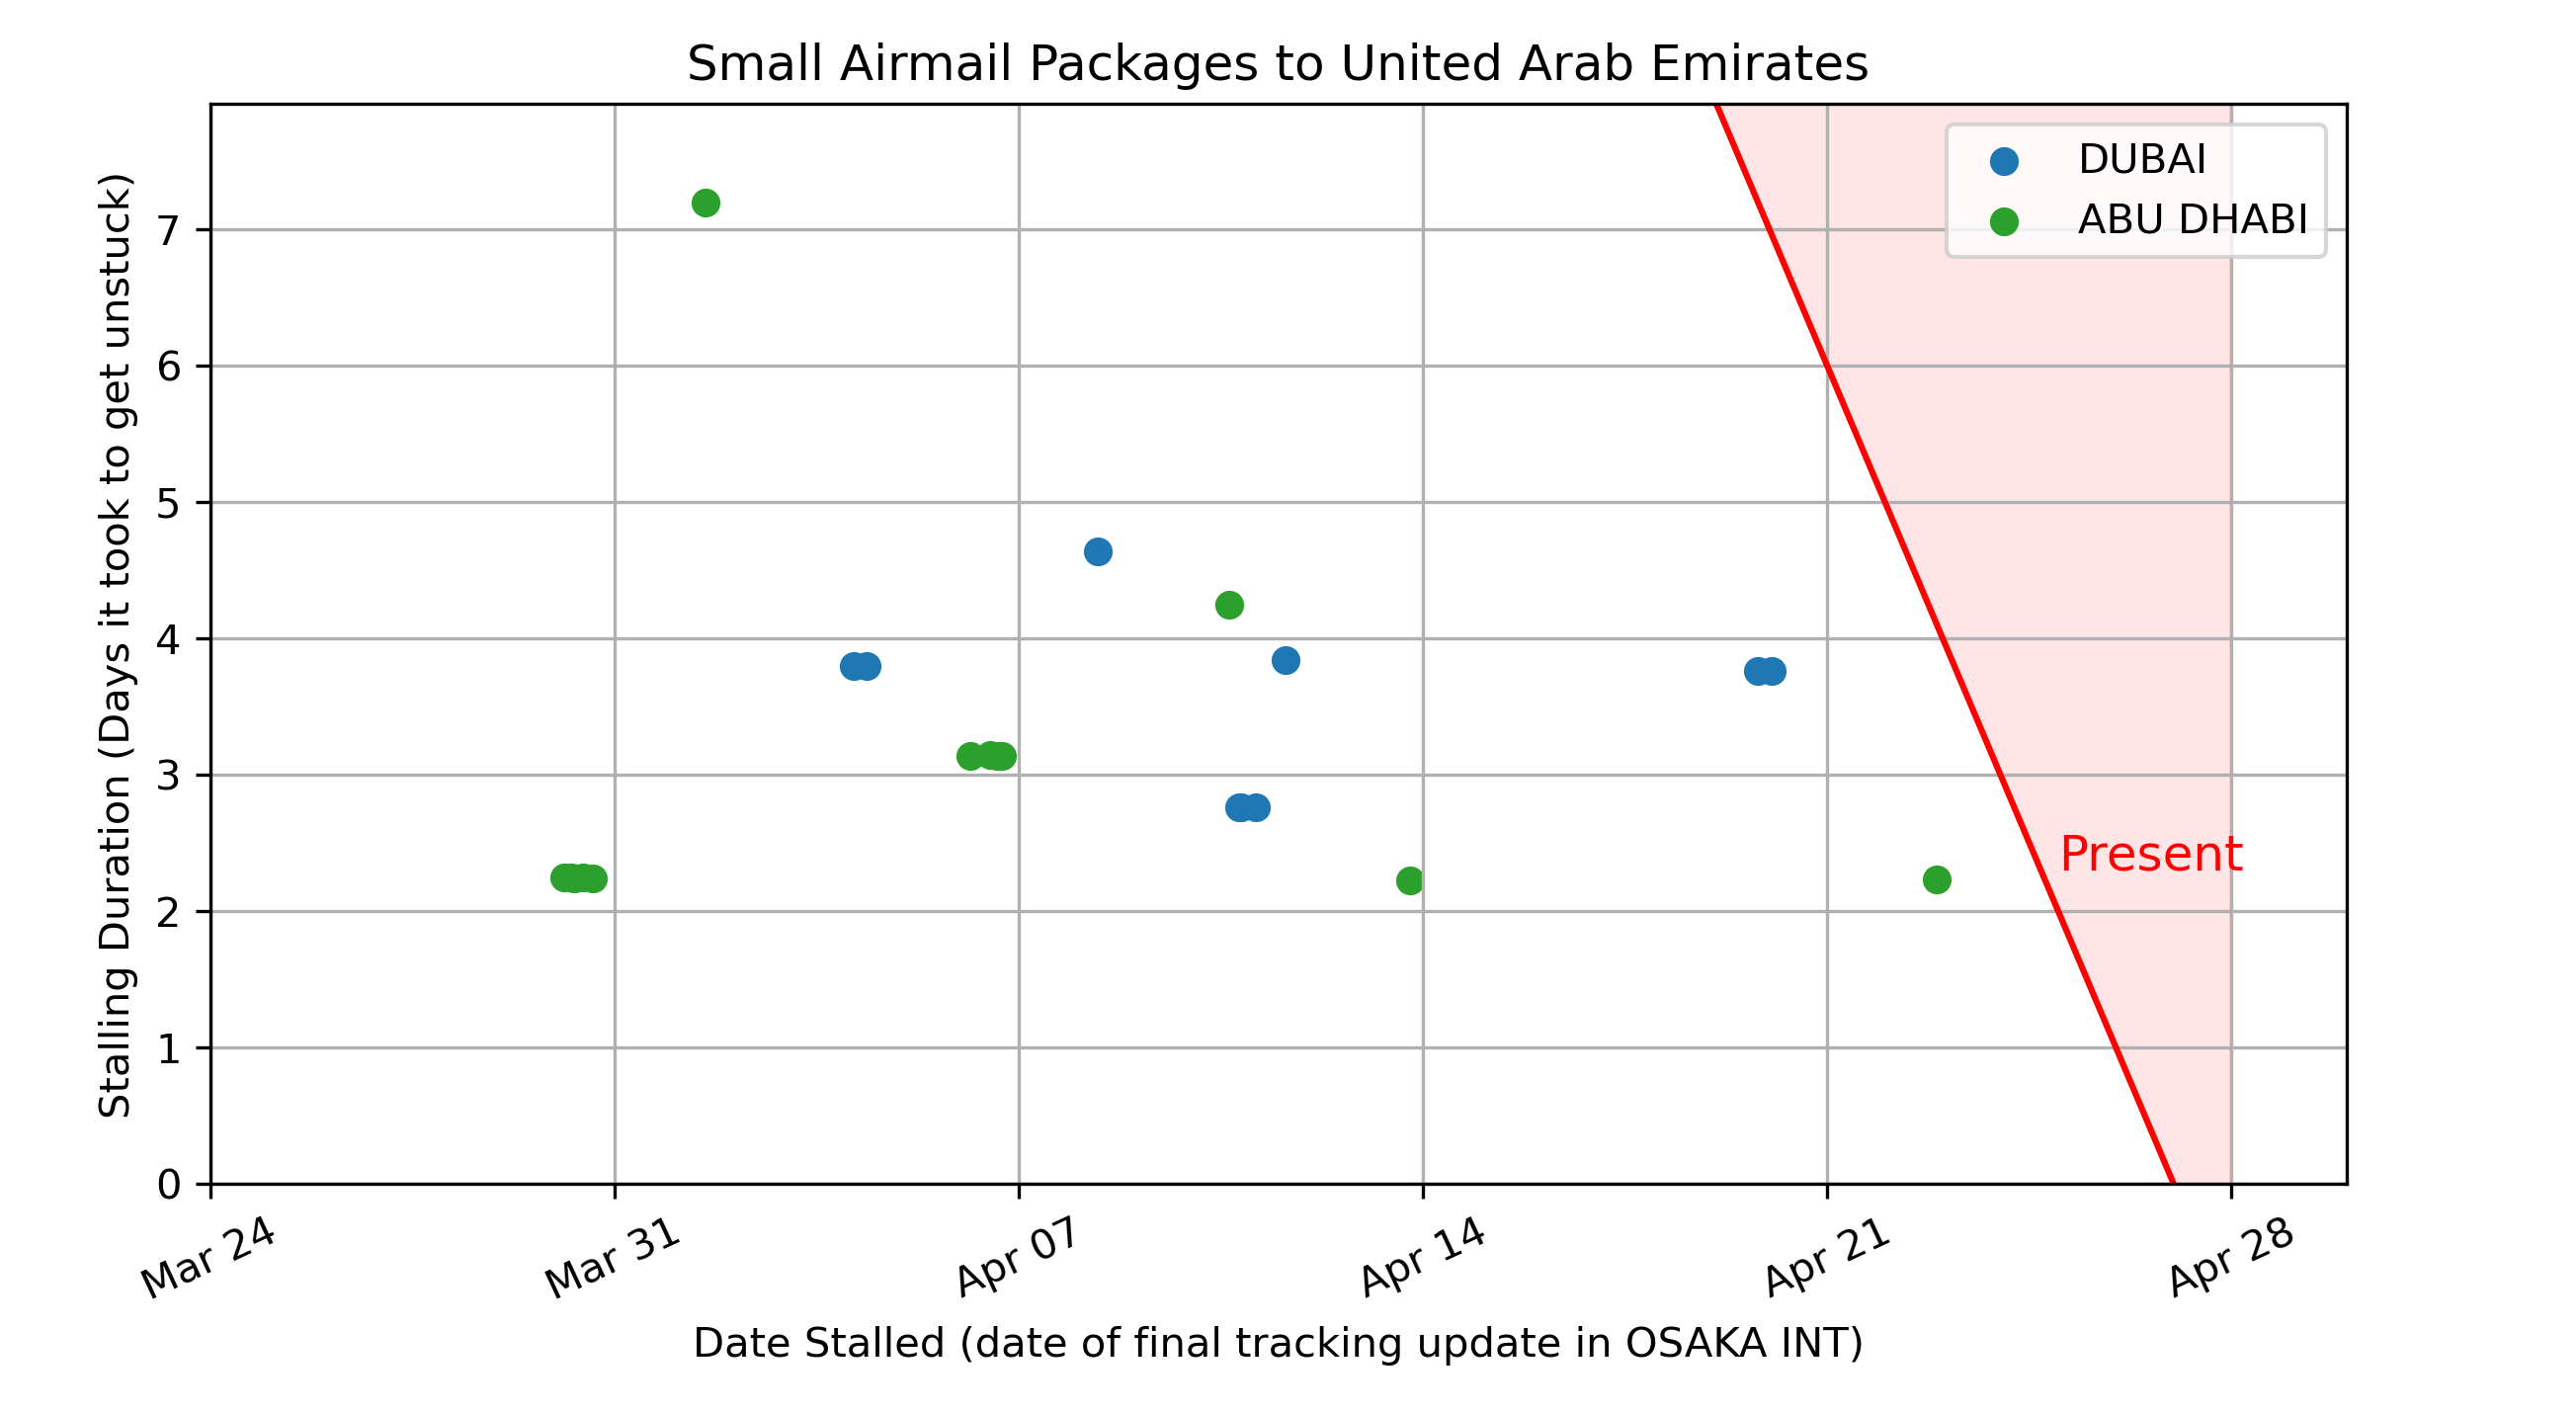 Small Airmail Packages to United Arab Emirates
DUBAI
ABU DHABI
Stalling Duration (Days it took to get unstuck)
7
6
5
4
3
2
1
0
Present
Mar 24
Mar 31
Apr 07
Apr 14
Apr 21
Apr 28
Date Stalled (date of final tracking update in OSAKA INT)